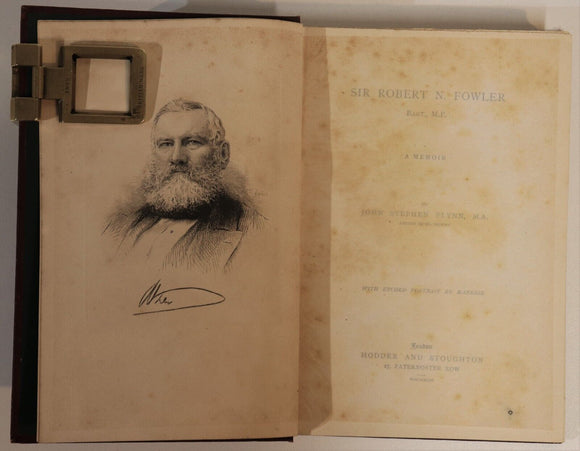 SIR ROBERT N. FOWLER
BART., M.P.
A MEMOIR
BY
JOHN STEPHEN FLYNN, M.A.
WITH ETCHED PORTRAIT BY MANESSE
London
HODDER AND STOUGHTON
27, PATERNOSTER ROW